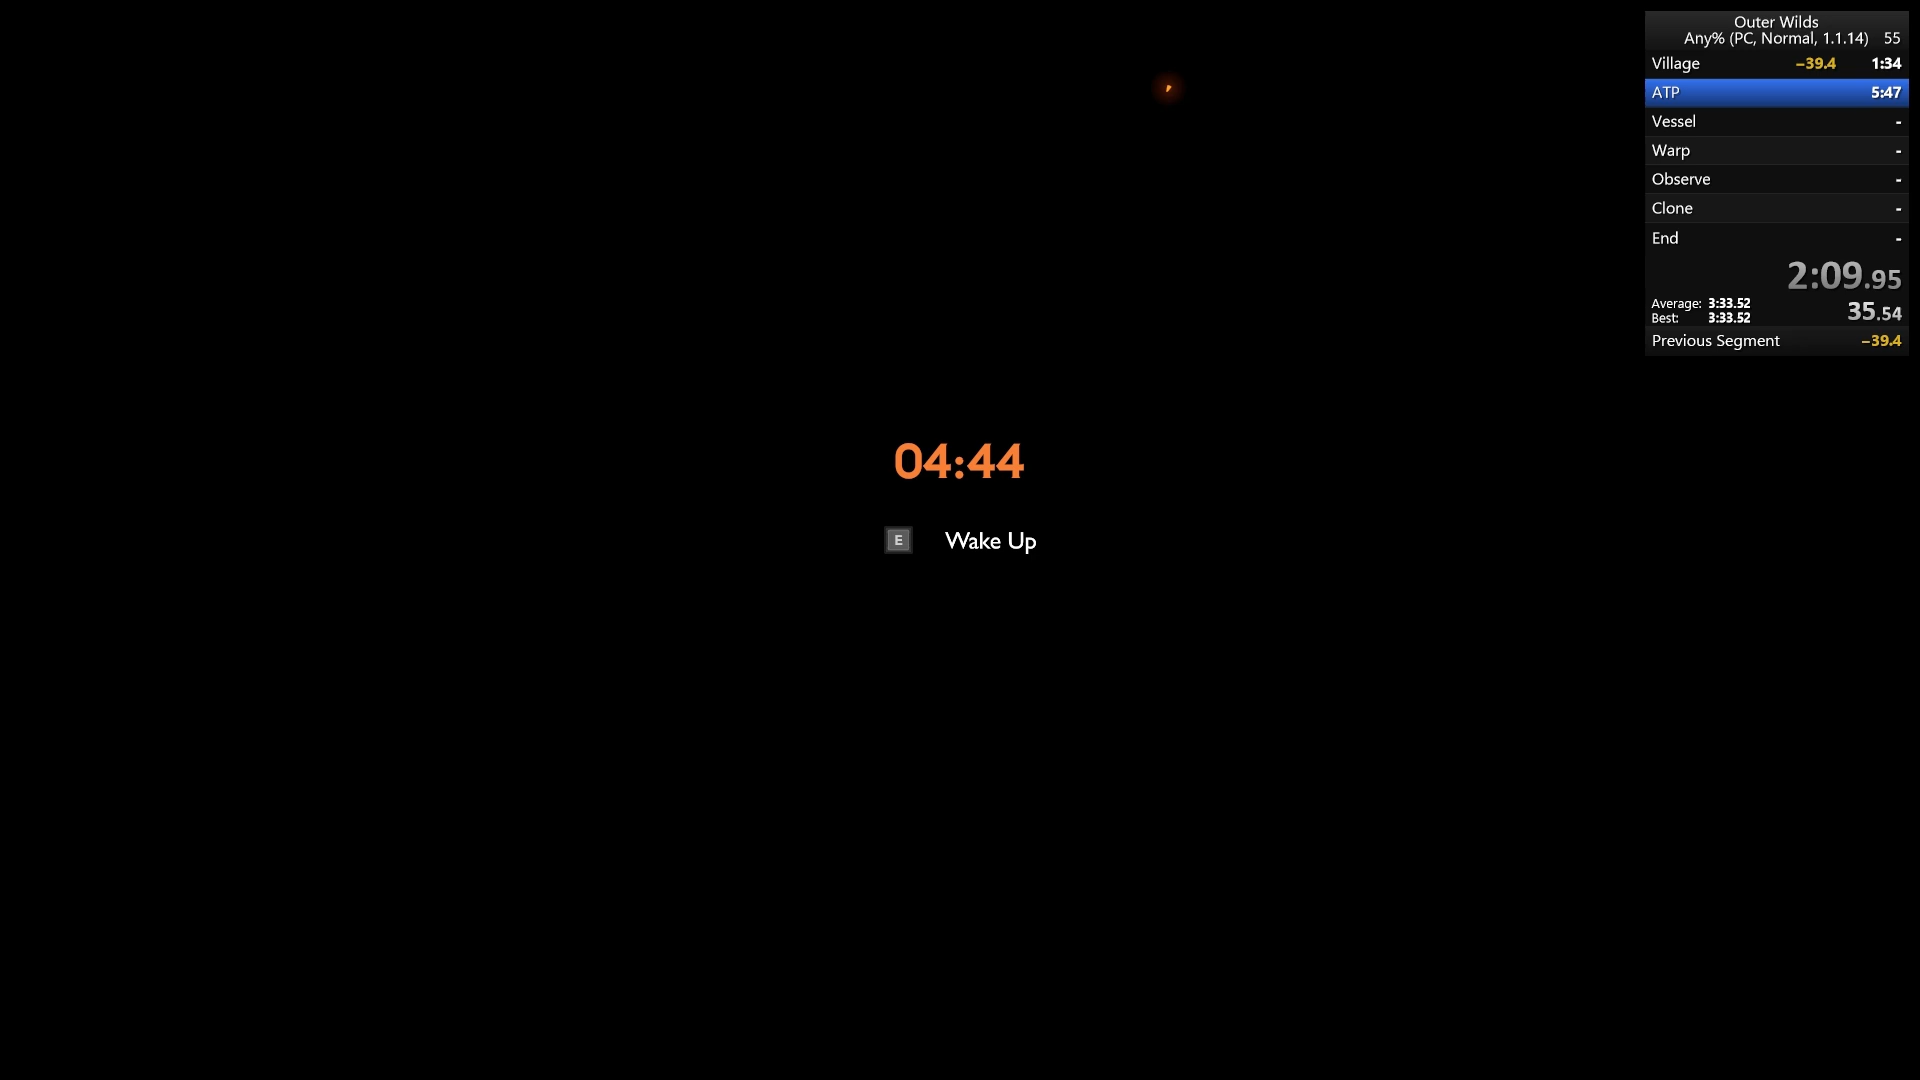 Outer Wilds
Any% (PC, Normal, 1.1.14) 55
Village −39.4 1:34
ATP 5:47
Vessel -
Warp -
Observe -
Clone -
End -
2:09.95
Average: 3:33.52
Best: 3:33.52
35.54
Previous Segment −39.4
04:44
E Wake Up